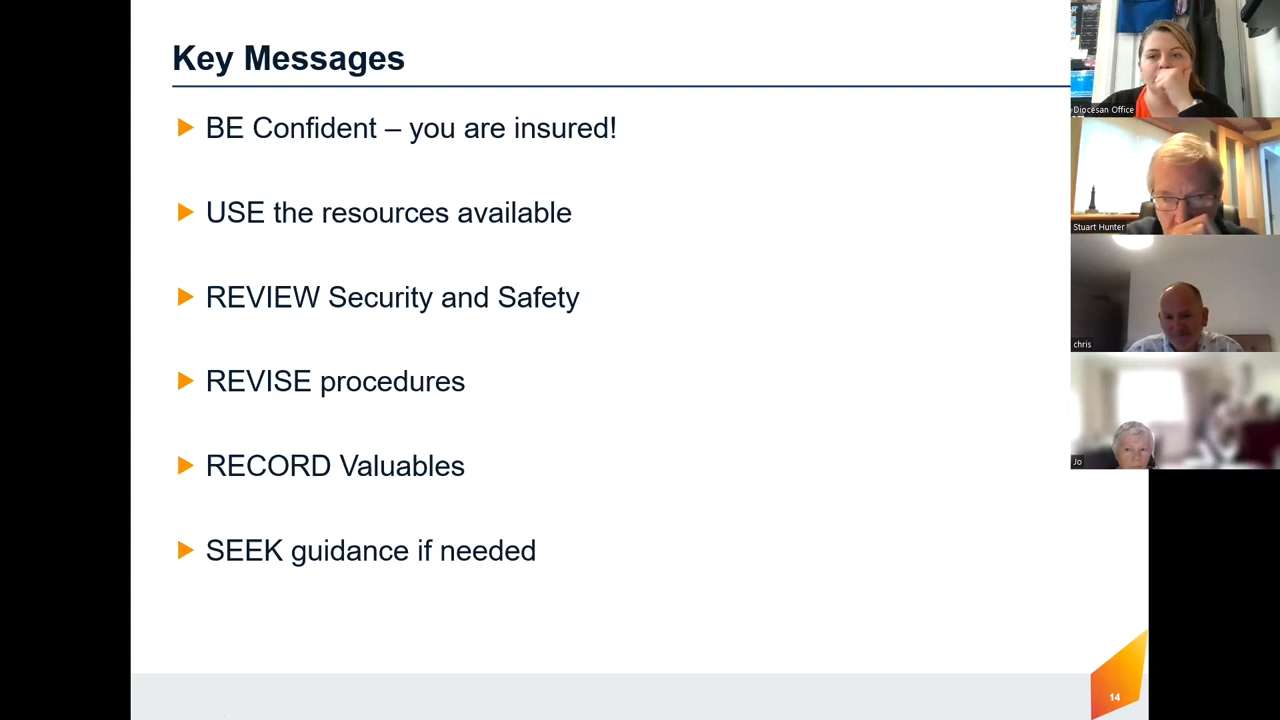 Key Messages
BE Confident – you are insured!
USE the resources available
REVIEW Security and Safety
REVISE procedures
RECORD Valuables
SEEK guidance if needed
14
Diocesan Office
Stuart Hunter
chris
Jo